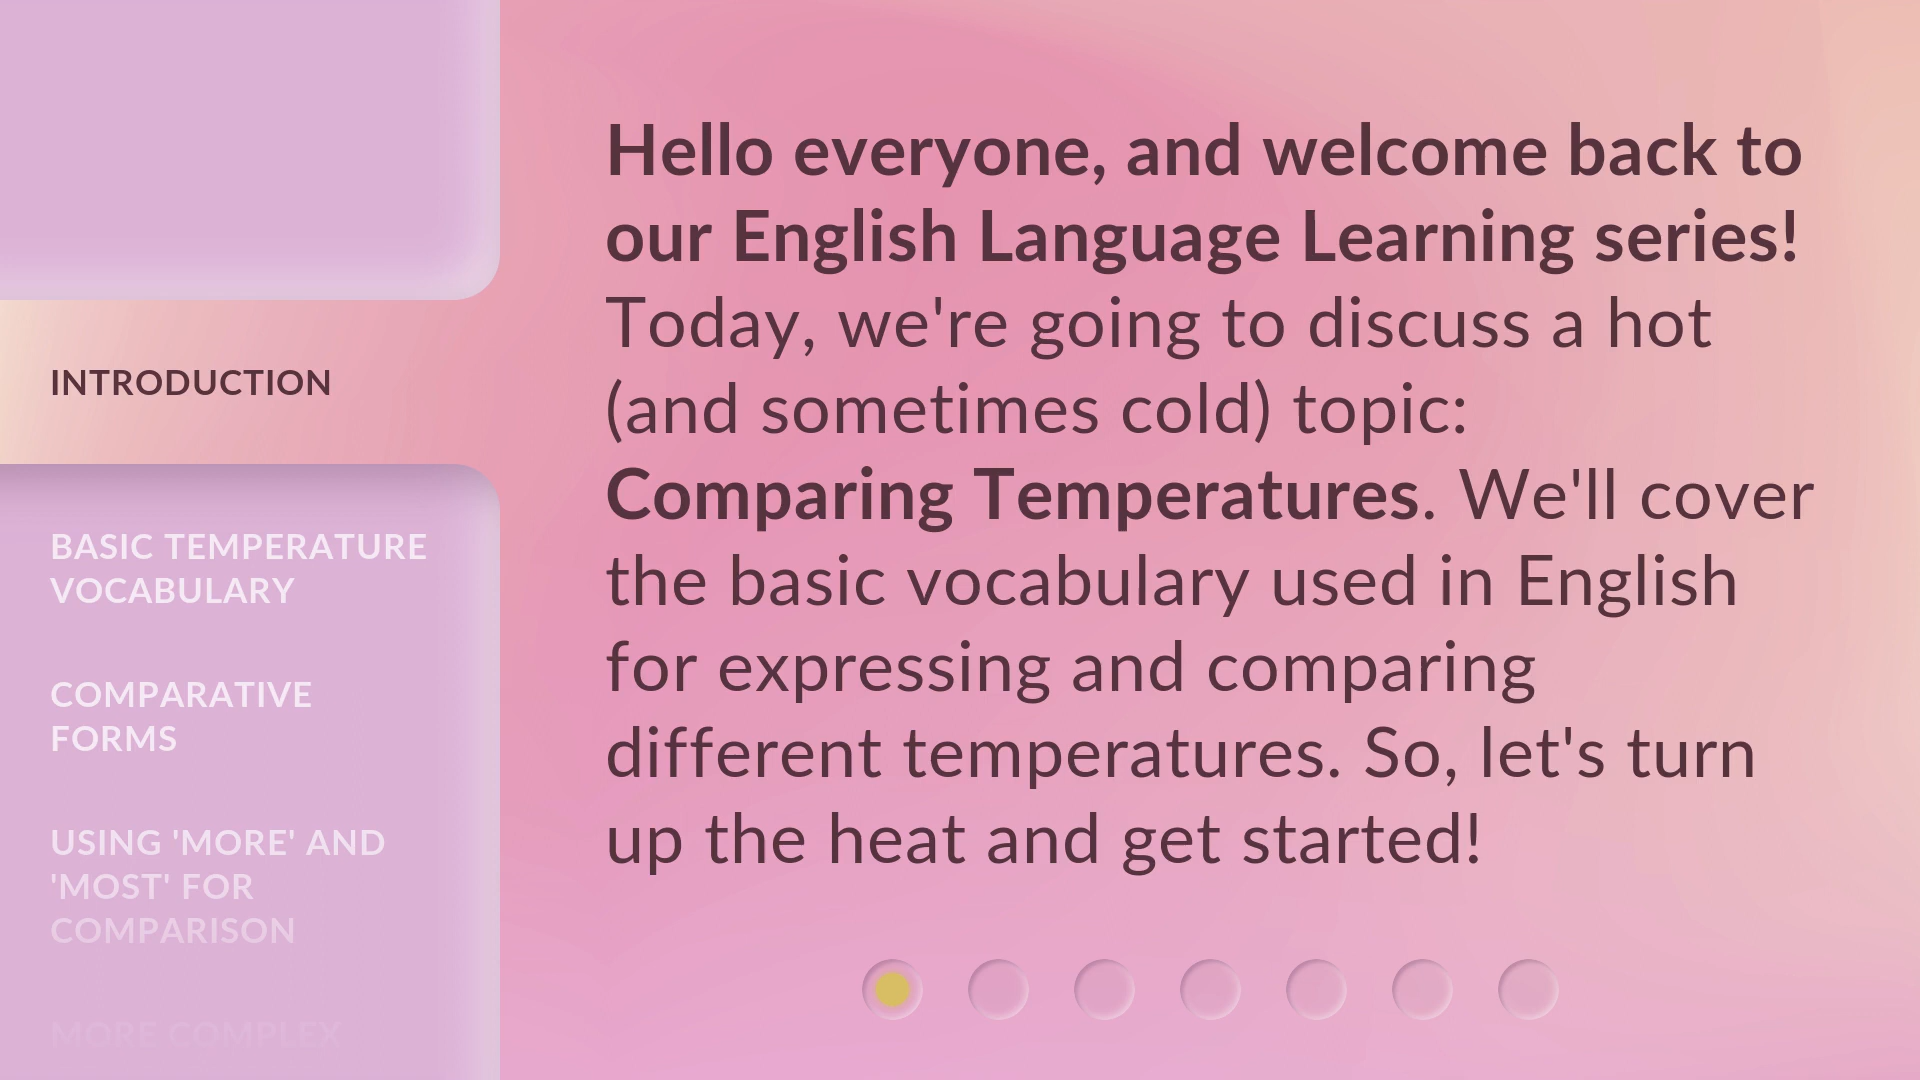 INTRODUCTION
BASIC TEMPERATURE
VOCABULARY
COMPARATIVE
FORMS
USING 'MORE' AND
'MOST' FOR
COMPARISON
MORE COMPLEX
Hello everyone, and welcome back to
our English Language Learning series!
Today, we're going to discuss a hot
(and sometimes cold) topic:
Comparing Temperatures. We'll cover
the basic vocabulary used in English
for expressing and comparing
different temperatures. So, let's turn
up the heat and get started!